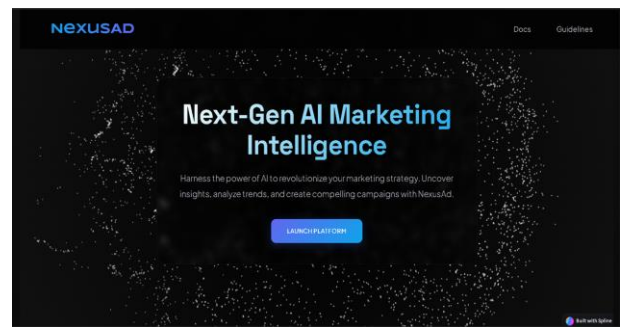 NEXUSAD
Docs
Guidelines
Next-Gen AI Marketing
Intelligence
Harness the power of AI to revolutionize your marketing strategy. Uncover
insights, analyze trends, and create compelling campaigns with NexusAd.
LAUNCH PLATFORM
Built with Spline